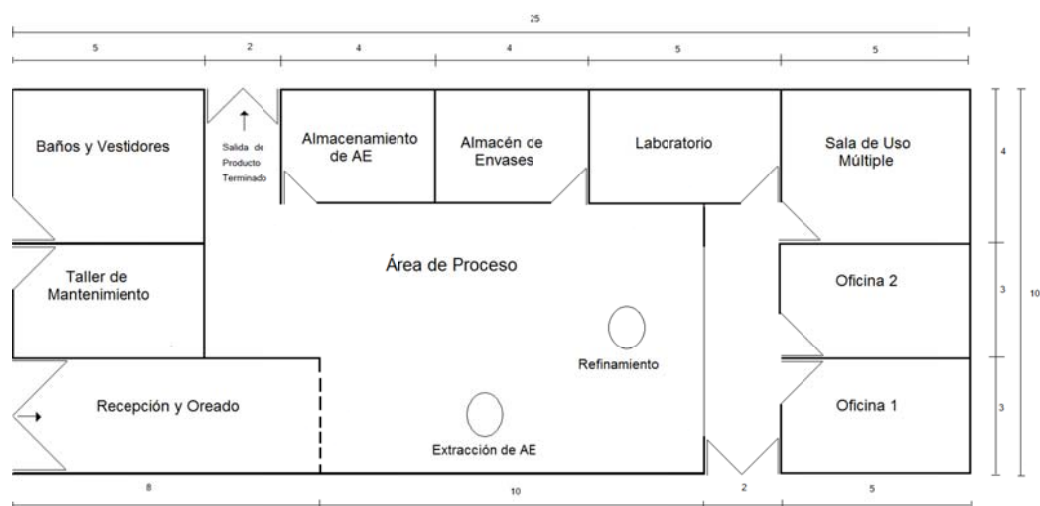 25
5
2
4
4
5
5
Baños y Vestidores
Salida de
Producto
Terminado
Almacenamiento
de AE
Almacén de
Envases
Laboratorio
Sala de Uso
Múltiple
4
Taller de
Mantenimiento
Área de Proceso
Oficina 2
3
10
Refinamiento
Recepción y Oreado
Extracción de AE
Oficina 1
3
8
10
2
5